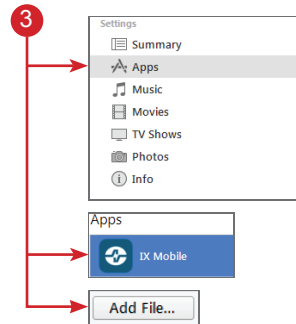 3
Settings
Summary
Apps
Music
Movies
TV Shows
Photos
Info
Apps
IX Mobile
Add File...